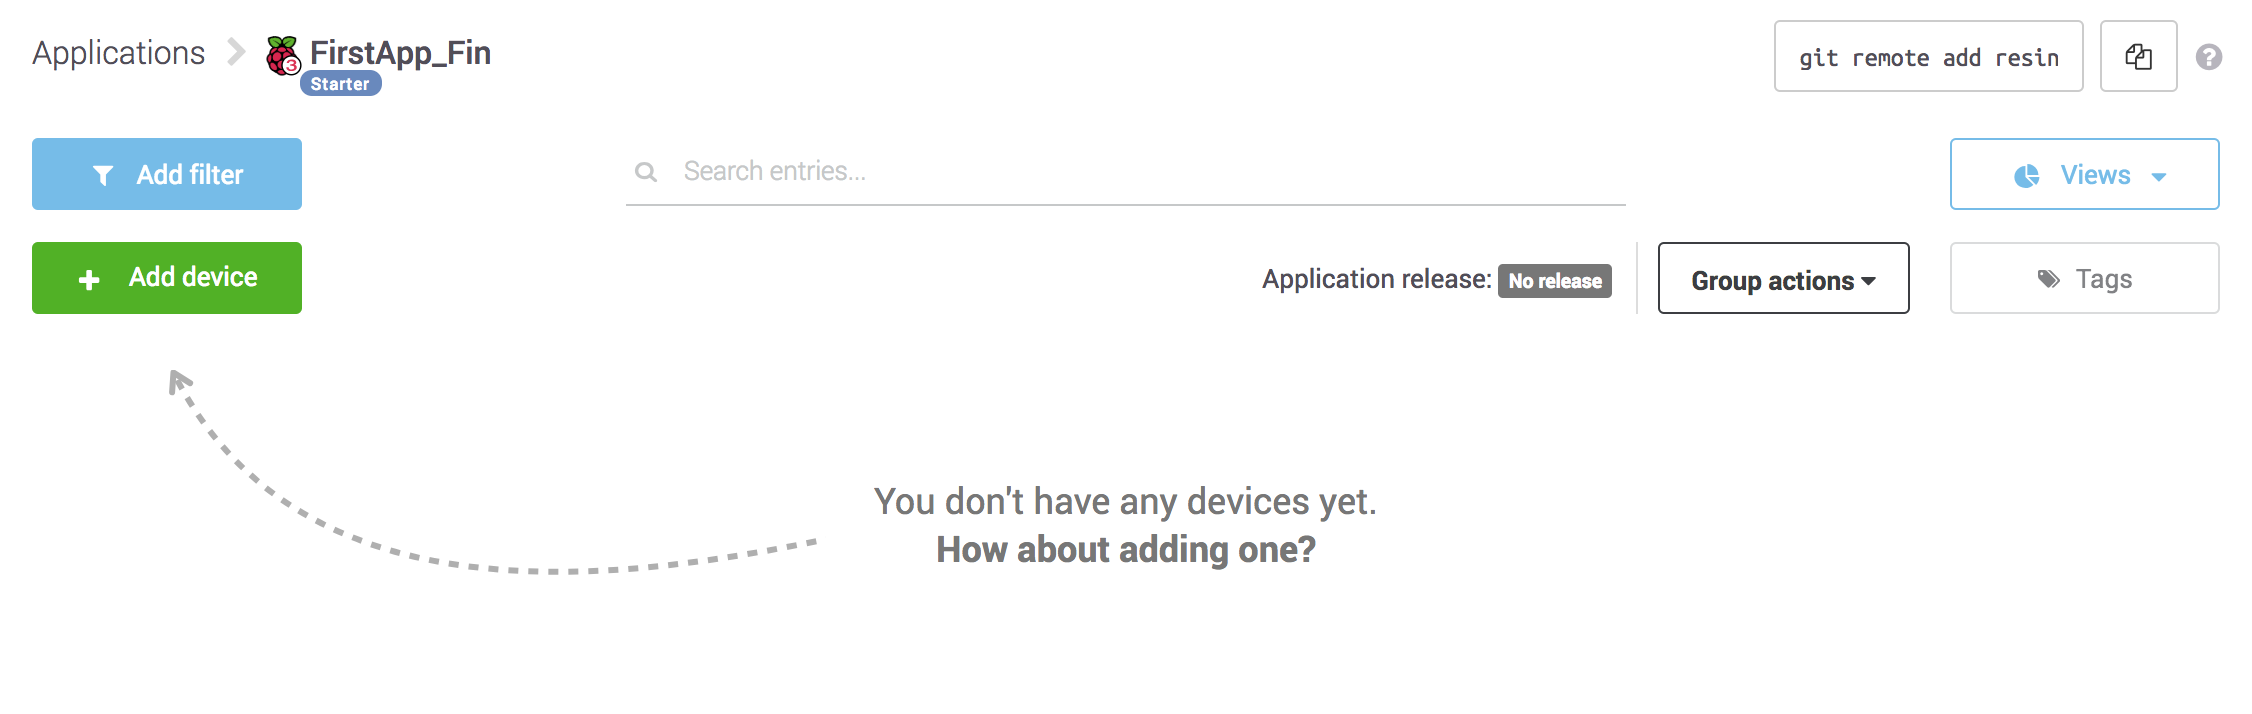 Applications
FirstApp_Fin
3
Starter
git remote add resin
?
Add filter
Search entries...
Views
Add device
Application release: No release
Group actions
Tags
You don't have any devices yet.
How about adding one?